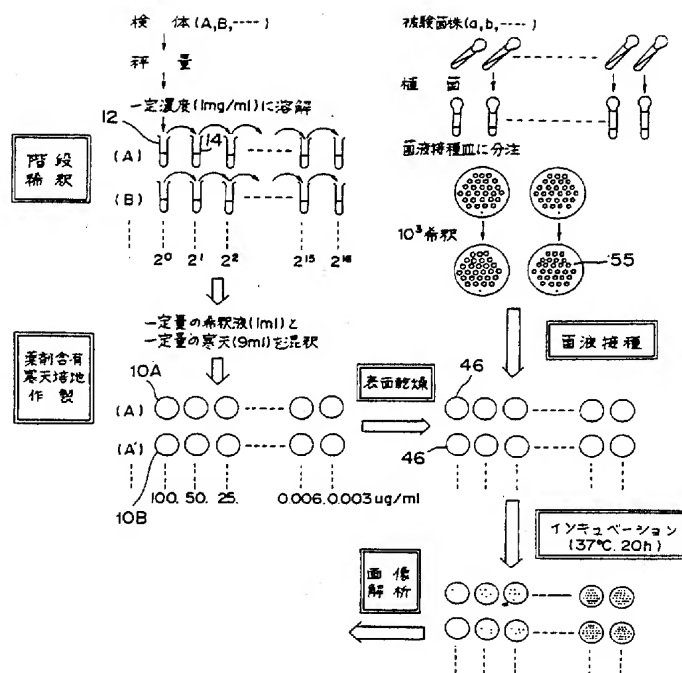 検体(A,B,----)
秤量
一定濃度(1mg/ml)に溶解
12
14
(A)
(B)
階段
稀釈
2⁰ 2¹ 2² 2¹⁵ 2¹⁶
一定量の希釈液(1ml)と
一定量の寒天(9ml)を混釈
薬剤含有
寒天培地
作製
10A
(A)
(A')
10B
100. 50. 25. 0.006. 0.003 ug/ml
表面乾燥
被験菌株(a,b,----)
種菌
菌液接種皿に分注
10³希釈
55
菌液接種
46
46
インキュベーション
(37℃.20h)
画像
解析